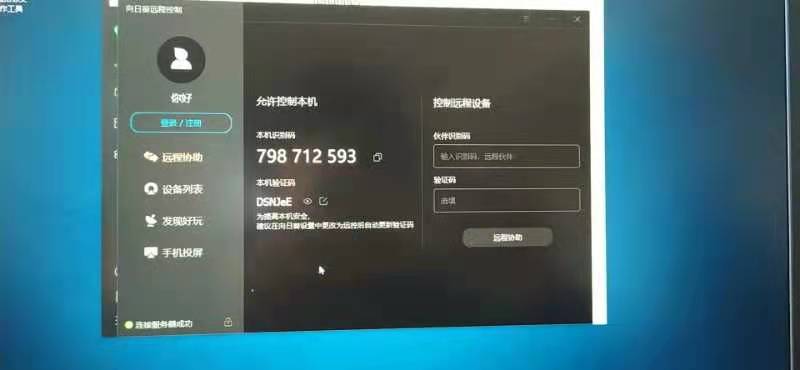 作工具
向日葵远程控制
你好
登录 / 注册
远程协助
设备列表
发现好玩
手机投屏
连接服务器成功
允许控制本机
本机识别码
798 712 593
本机验证码
DSNJeE
为提高本机安全，
建议在向日葵设置中更改为远控后自动更新验证码
控制远程设备
伙伴识别码
输入识别码，远程伙伴
验证码
选填
远程协助